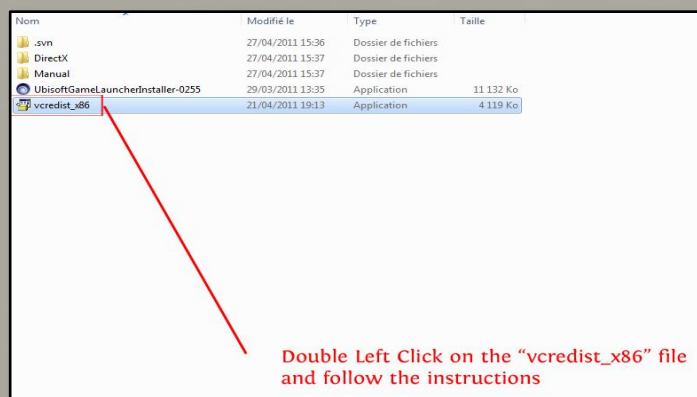 Nom Modifié le Type Taille
.svn 27/04/2011 15:36 Dossier de fichiers
DirectX 27/04/2011 15:37 Dossier de fichiers
Manual 27/04/2011 15:37 Dossier de fichiers
UbisoftGameLauncherInstaller-0255 29/03/2011 13:35 Application 11 132 Ko
vcredist_x86 21/04/2011 19:13 Application 4 119 Ko
Double Left Click on the “vcredist_x86” file
and follow the instructions